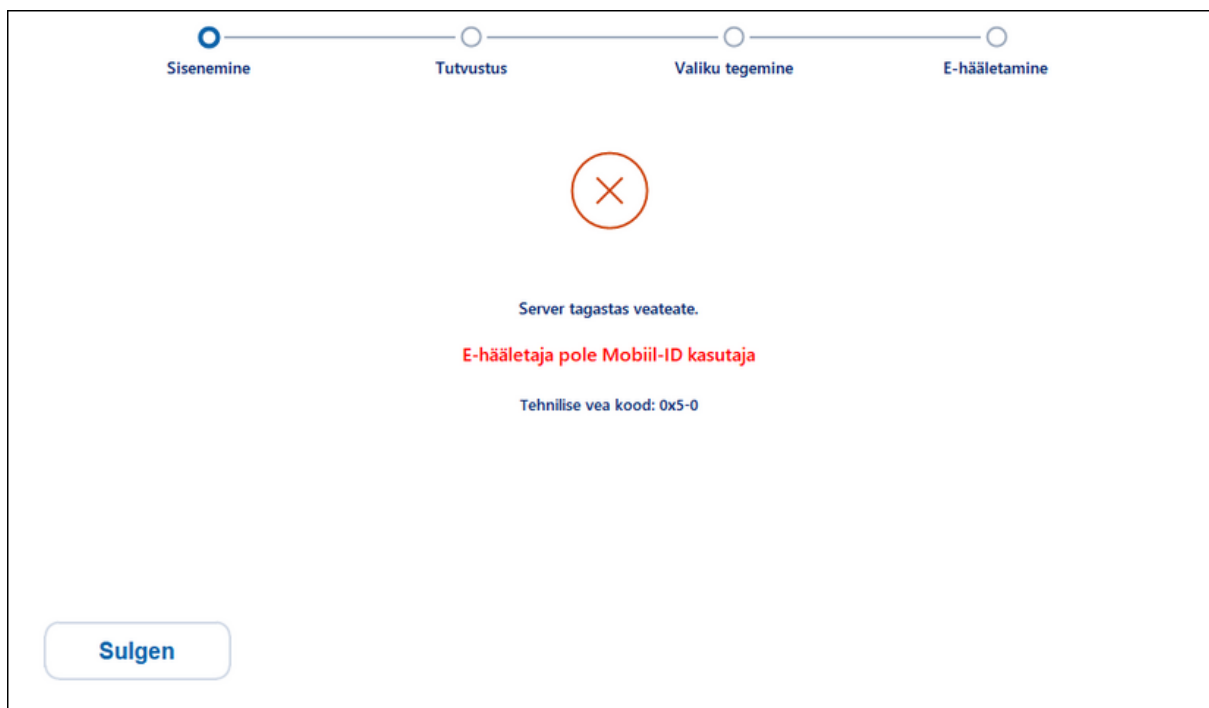 Sisenemine
Tutvustus
Valiku tegemine
E-hääletamine
Server tagastas veateate.
E-hääletaja pole Mobiil-ID kasutaja
Tehnilise vea kood: 0x5-0
Sulgen